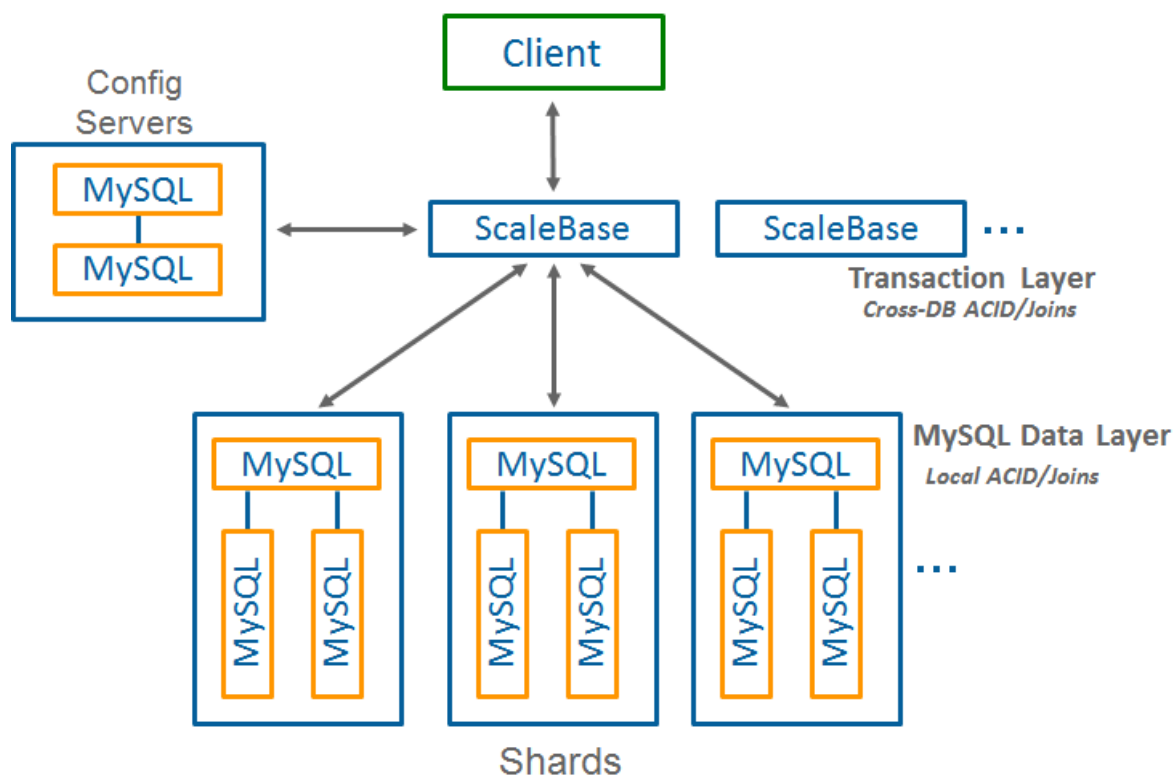 Client
Config
Servers
MySQL
MySQL
ScaleBase
ScaleBase
...
Transaction Layer
Cross-DB ACID/Joins
MySQL Data Layer
Local ACID/Joins
MySQL
MySQL
MySQL
MySQL
MySQL
MySQL
MySQL
MySQL
MySQL
...
Shards